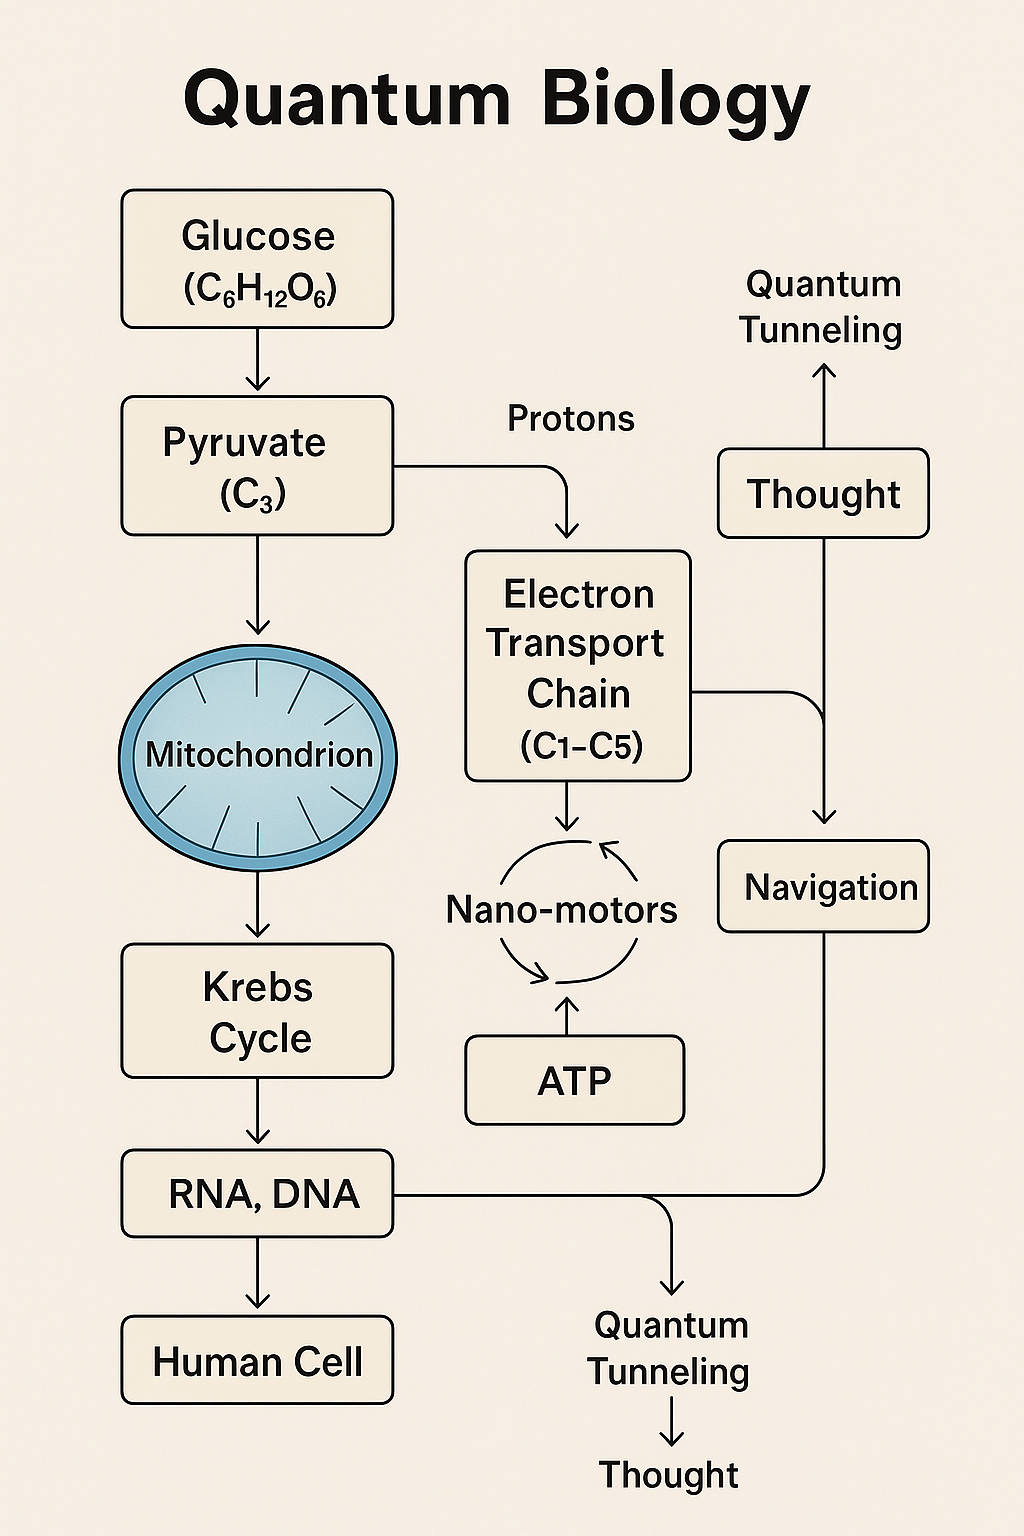 Quantum Biology
Glucose
(C₆H₁₂O₆)
Pyruvate
(C₃)
Mitochondrion
Krebs
Cycle
RNA, DNA
Human Cell
Protons
Electron
Transport
Chain
(C1–C5)
Nano-motors
ATP
Quantum
Tunneling
Thought
Navigation
Quantum
Tunneling
Thought